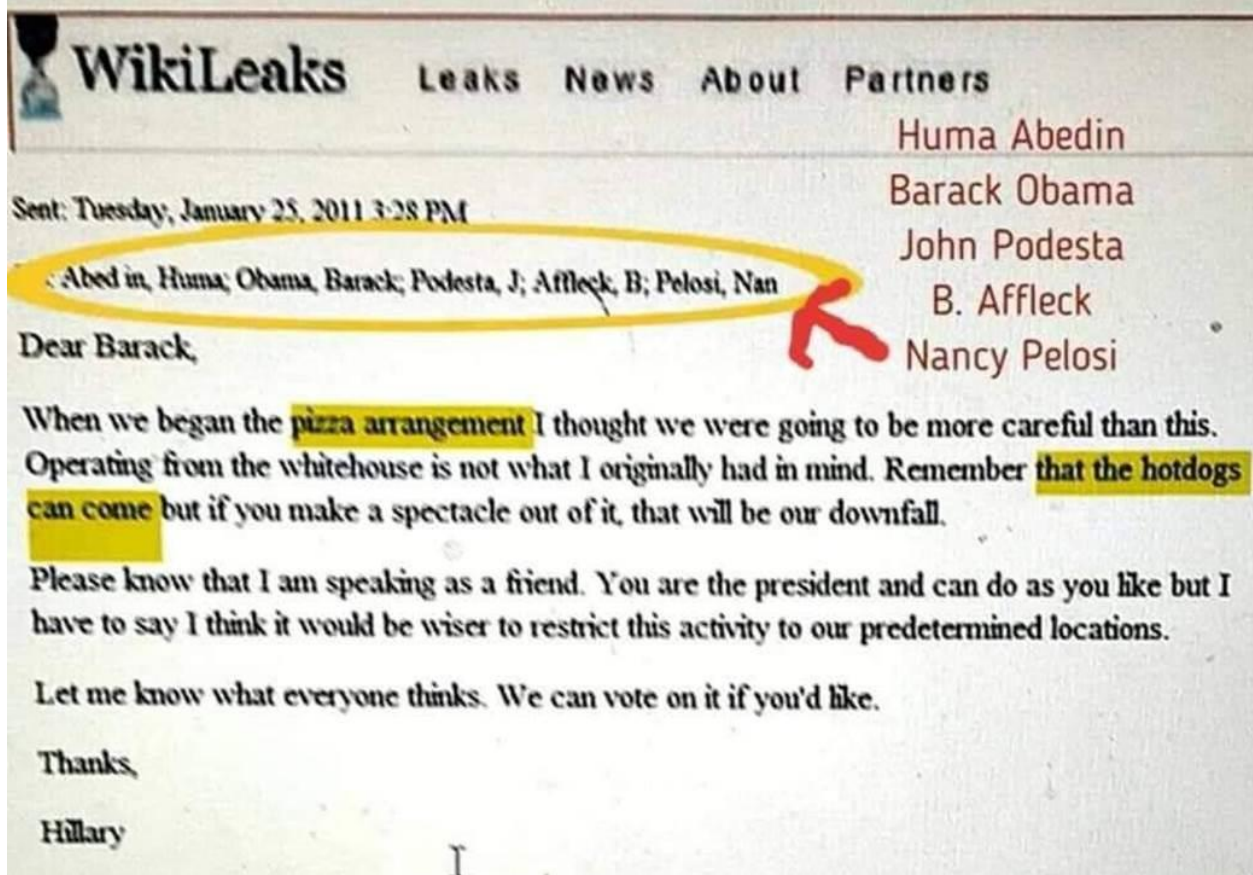 WikiLeaks Leaks News About Partners
Huma Abedin
Barack Obama
John Podesta
B. Affleck
Nancy Pelosi
Sent: Tuesday, January 25, 2011 3:28 PM
: Abed in, Huma; Obama, Barack; Podesta, J; Affleck, B; Pelosi, Nan
Dear Barack,
When we began the pizza arrangement I thought we were going to be more careful than this.
Operating from the whitehouse is not what I originally had in mind. Remember that the hotdogs
can come but if you make a spectacle out of it, that will be our downfall.
Please know that I am speaking as a friend. You are the president and can do as you like but I
have to say I think it would be wiser to restrict this activity to our predetermined locations.
Let me know what everyone thinks. We can vote on it if you'd like.
Thanks,
Hillary